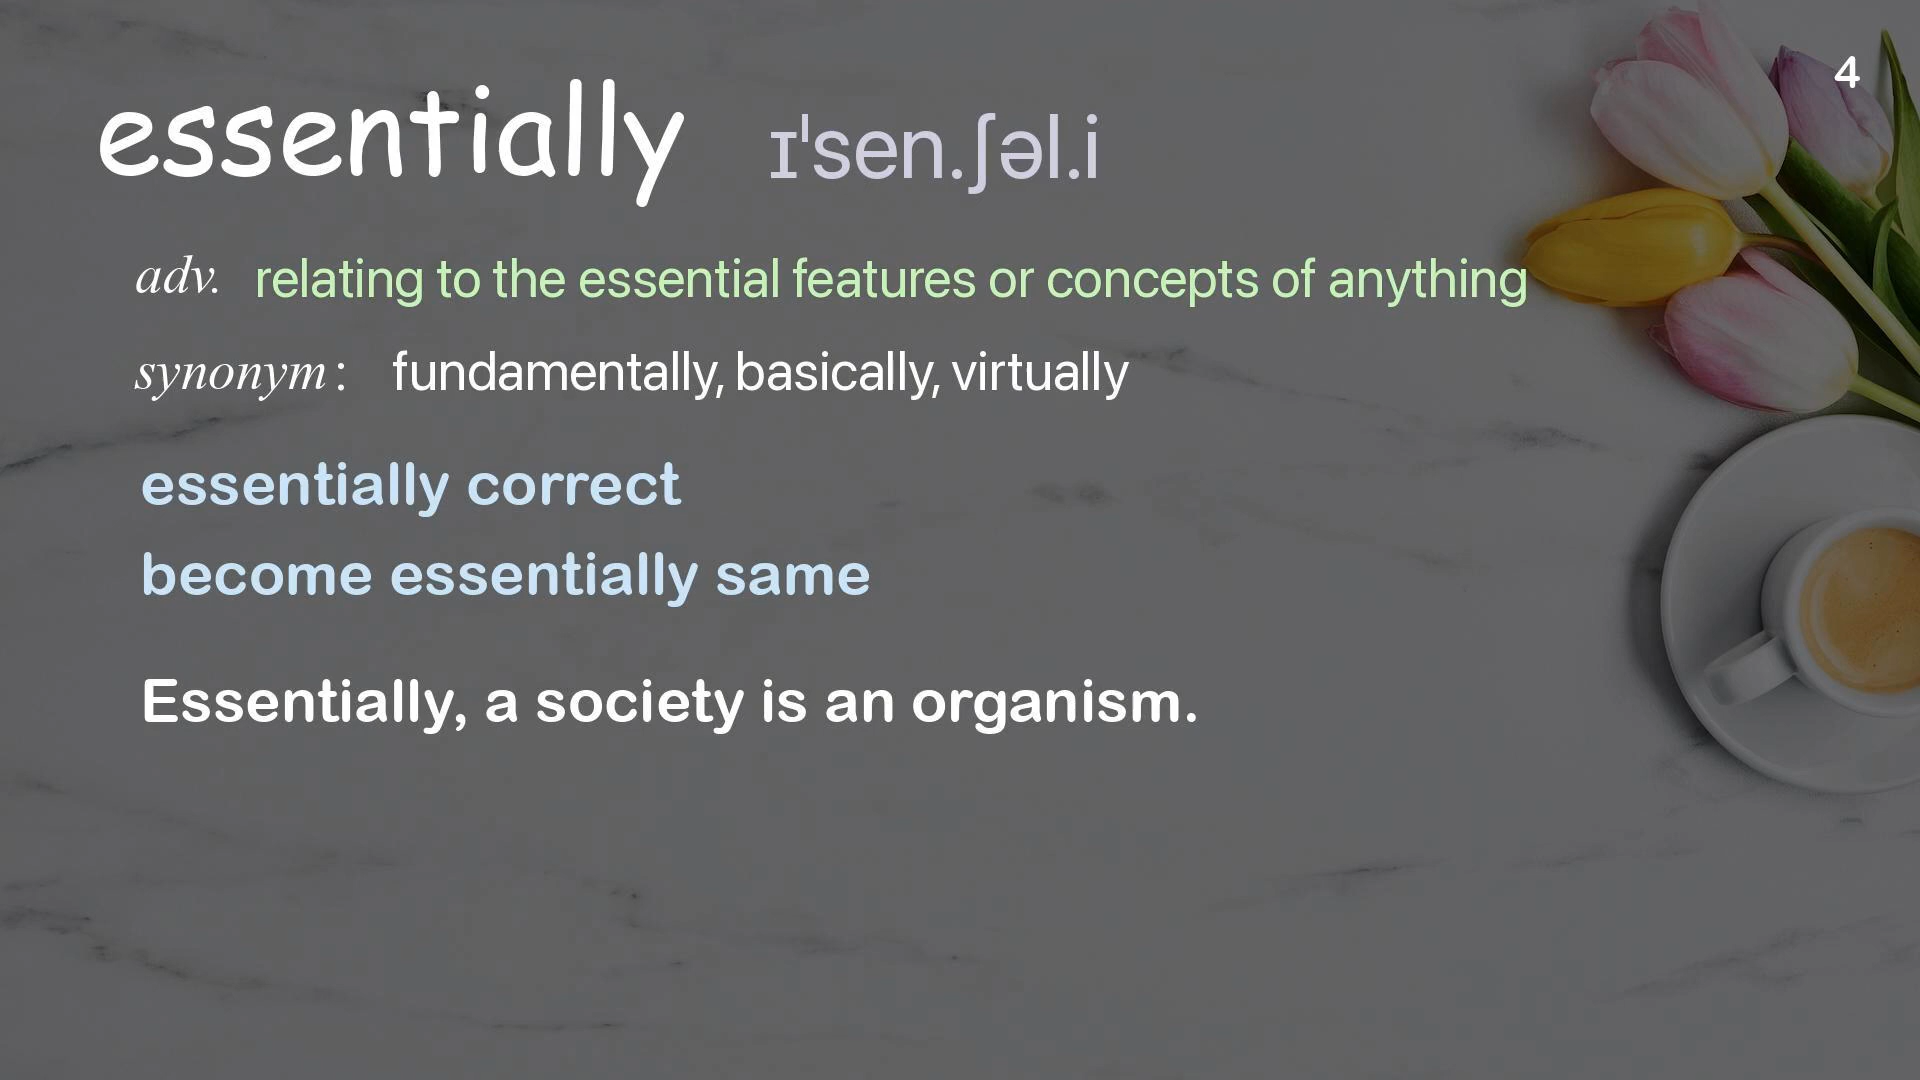 4
essentially ɪˈsen.ʃəl.i
adv. relating to the essential features or concepts of anything
synonym : fundamentally, basically, virtually
essentially correct
become essentially same
Essentially, a society is an organism.